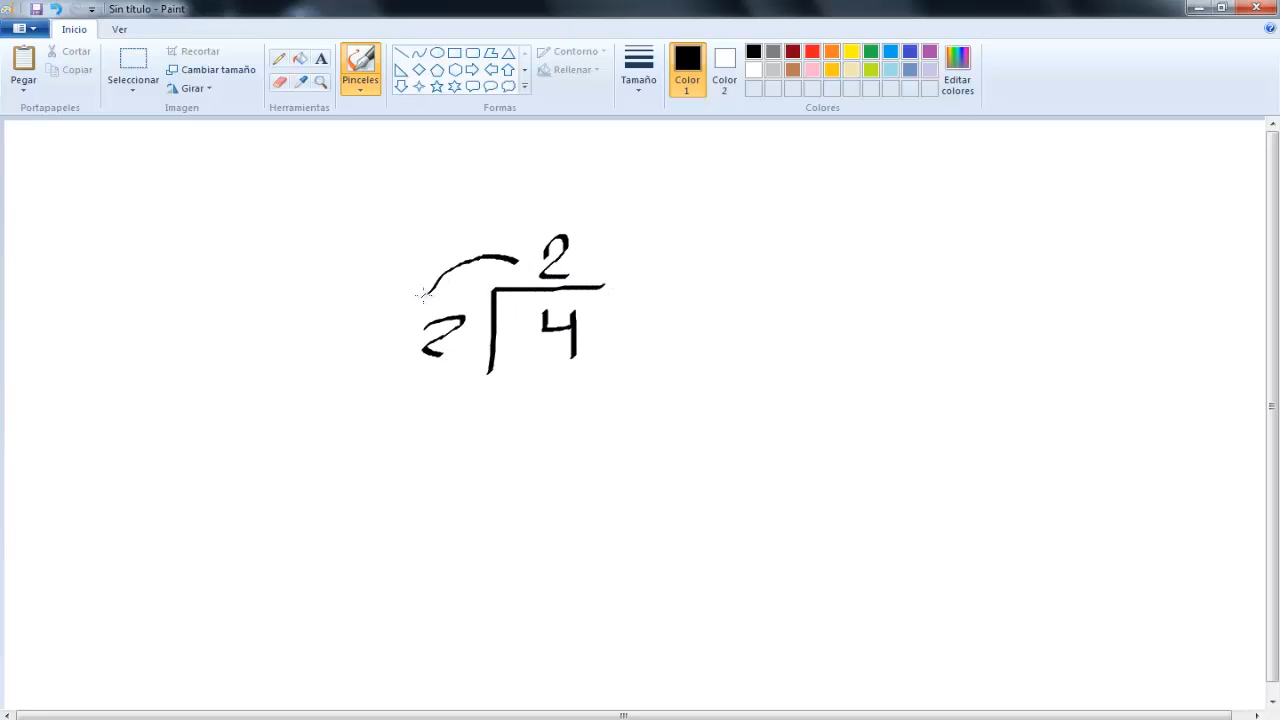 Sin título - Paint
Inicio Ver
Pegar
Cortar
Copiar
Portapapeles
Seleccionar
Recortar
Cambiar tamaño
Girar
Imagen
A
Herramientas
Pinceles
Contorno
Rellenar
Formas
Tamaño
Color 1
Color 2
Editar colores
Colores
2
2 4